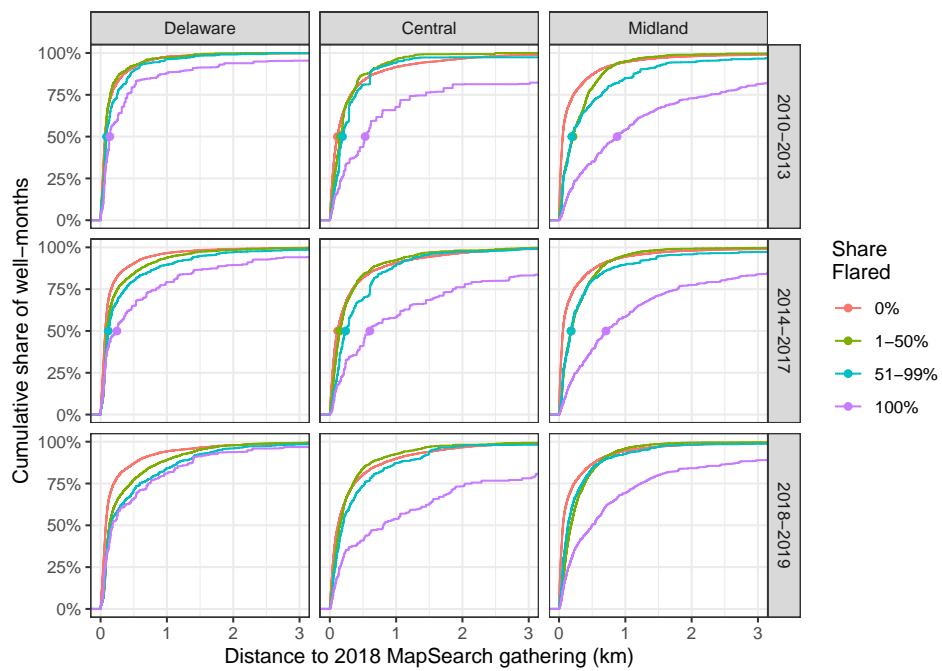 Delaware
Central
Midland
Cumulative share of well−months
100%
75%
50%
25%
0%
2010−2013
100%
75%
50%
25%
0%
2014−2017
100%
75%
50%
25%
0%
2018−2019
0 1 2 3
0 1 2 3
0 1 2 3
Distance to 2018 MapSearch gathering (km)
Share
Flared
0%
1−50%
51−99%
100%